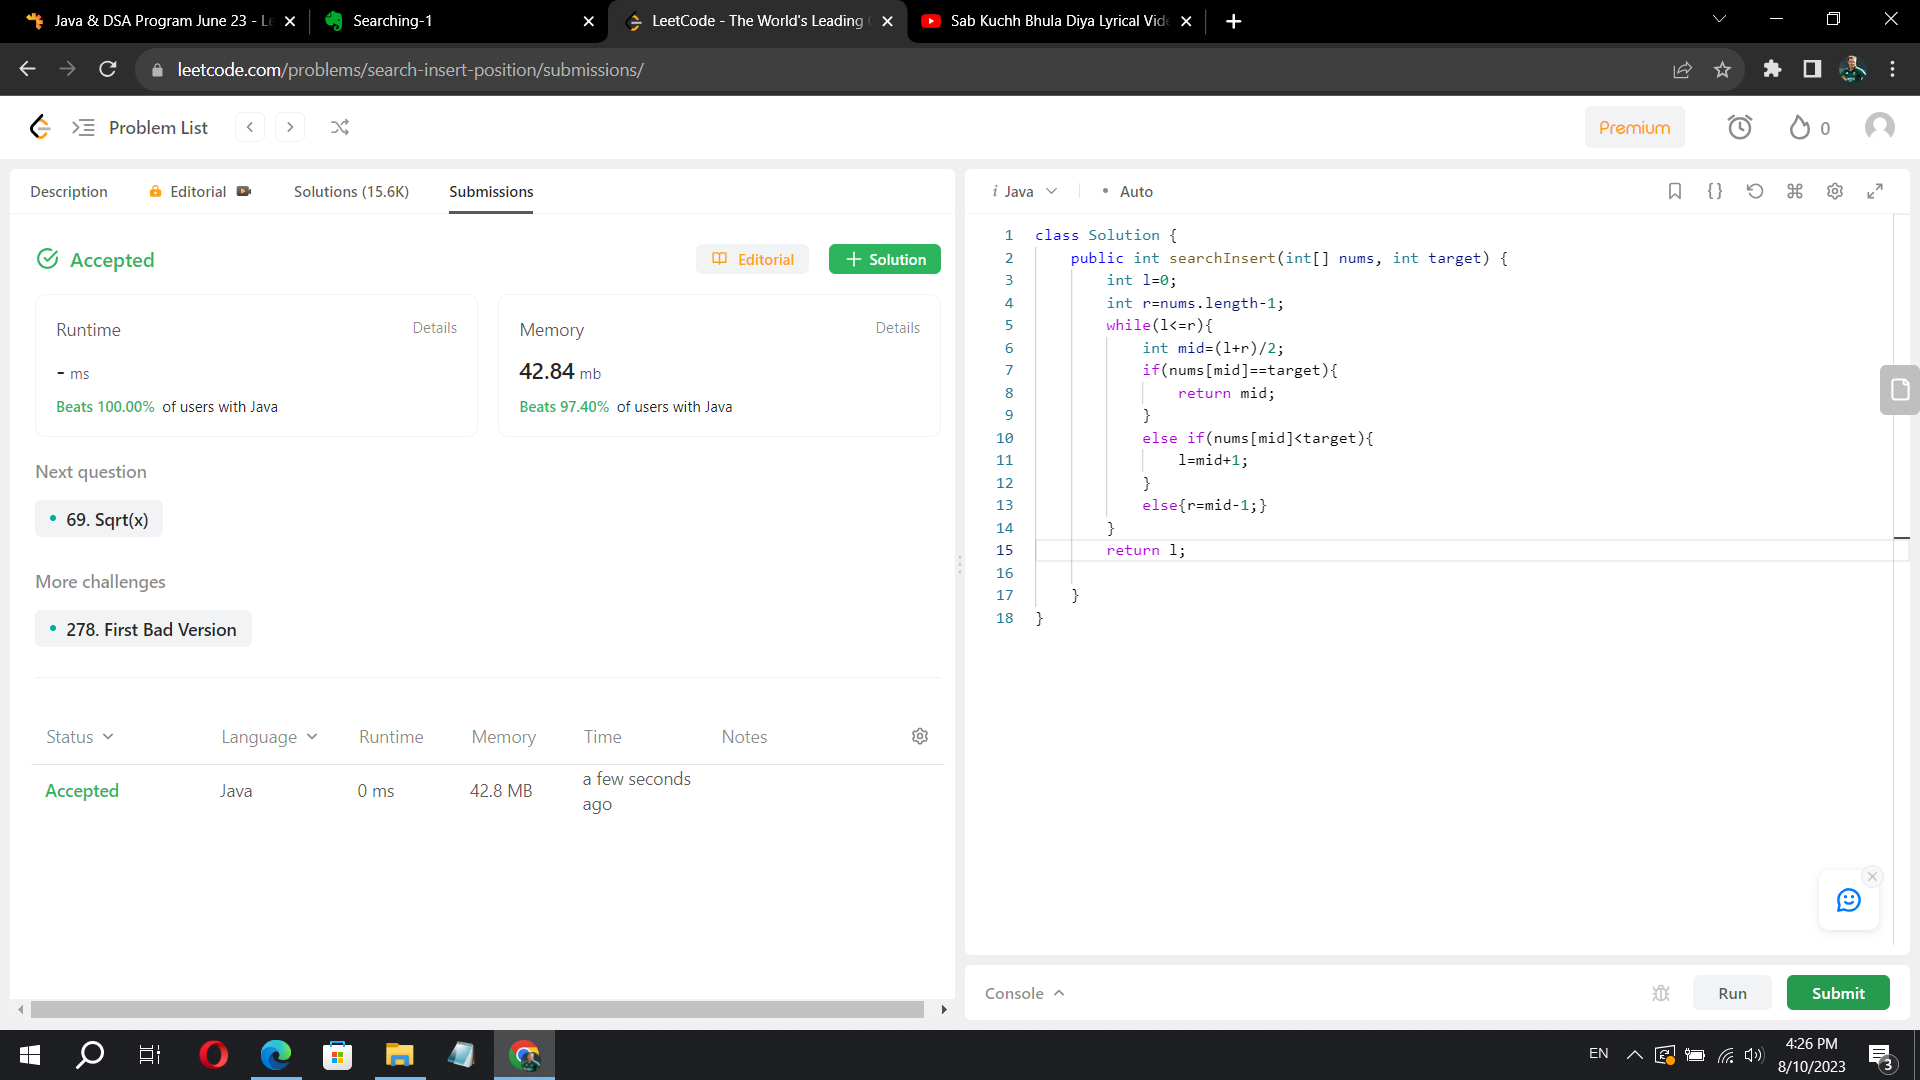 Java & DSA Program June 23 - Le
Searching-1
LeetCode - The World's Leading
Sab Kuchh Bhula Diya Lyrical Vide
leetcode.com/problems/search-insert-position/submissions/
Problem List
Premium
0
Description
Editorial
Solutions (15.6K)
Submissions
i Java
• Auto
Accepted
Editorial
+ Solution
Runtime
Details
- ms
Beats 100.00% of users with Java
Memory
Details
42.84 mb
Beats 97.40% of users with Java
Next question
• 69. Sqrt(x)
More challenges
• 278. First Bad Version
Status Language Runtime Memory Time Notes
Accepted Java 0 ms 42.8 MB a few seconds
ago
1 class Solution {
2 public int searchInsert(int[] nums, int target) {
3 int l=0;
4 int r=nums.length-1;
5 while(l<=r){
6 int mid=(l+r)/2;
7 if(nums[mid]==target){
8 return mid;
9 }
10 else if(nums[mid]<target){
11 l=mid+1;
12 }
13 else{r=mid-1;}
14 }
15 return l;
16
17 }
18 }
Console
Run
Submit
EN
4:26 PM
8/10/2023
3